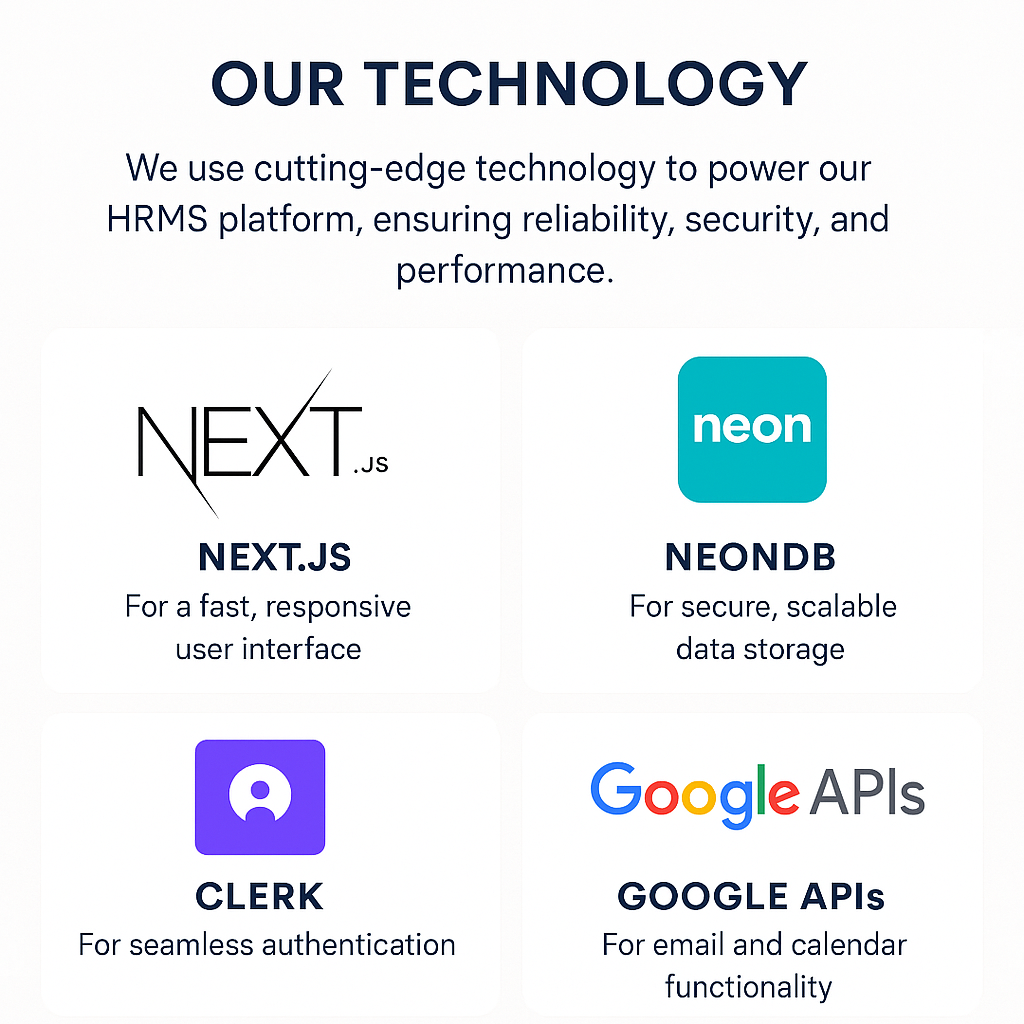 OUR TECHNOLOGY
We use cutting-edge technology to power our
HRMS platform, ensuring reliability, security, and
performance.
NEXT.JS
NEXT.JS
For a fast, responsive
user interface
neon
NEONDB
For secure, scalable
data storage
CLERK
For seamless authentication
Google APIs
GOOGLE APIs
For email and calendar
functionality